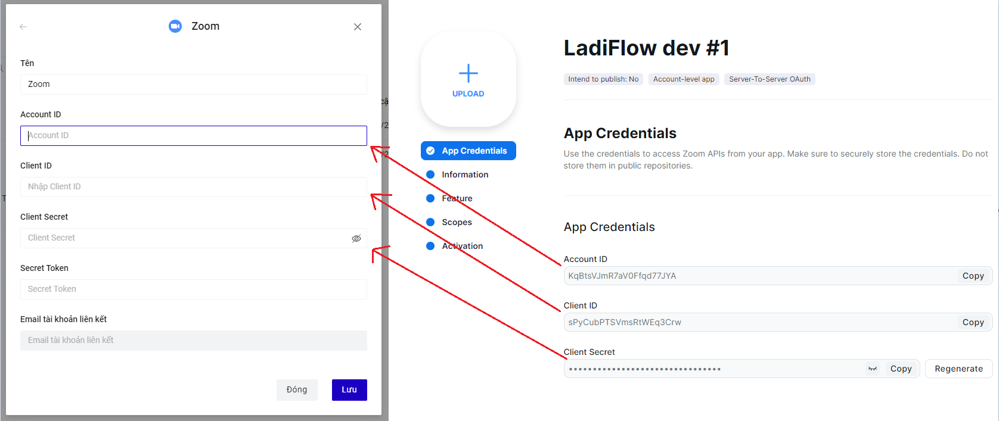 Zoom
Tên
Zoom
Account ID
Account ID
Client ID
Nhập Client ID
Client Secret
Client Secret
Secret Token
Secret Token
Email tài khoản liên kết
Email tài khoản liên kết
Đóng
Lưu
cậ
/2
/2
T
UPLOAD
App Credentials
Information
Feature
Scopes
Activation
LadiFlow dev #1
Intend to publish: No
Account-level app
Server-To-Server OAuth
App Credentials
Use the credentials to access Zoom APIs from your app. Make sure to securely store the credentials. Do not
store them in public repositories.
App Credentials
Account ID
KqBtsVJmR7aV0Ffqd77JYA
Copy
Client ID
sPyCubPTSVmsRtWEq3Crw
Copy
Client Secret
••••••••••••••••••••••••••••••••
Copy
Regenerate